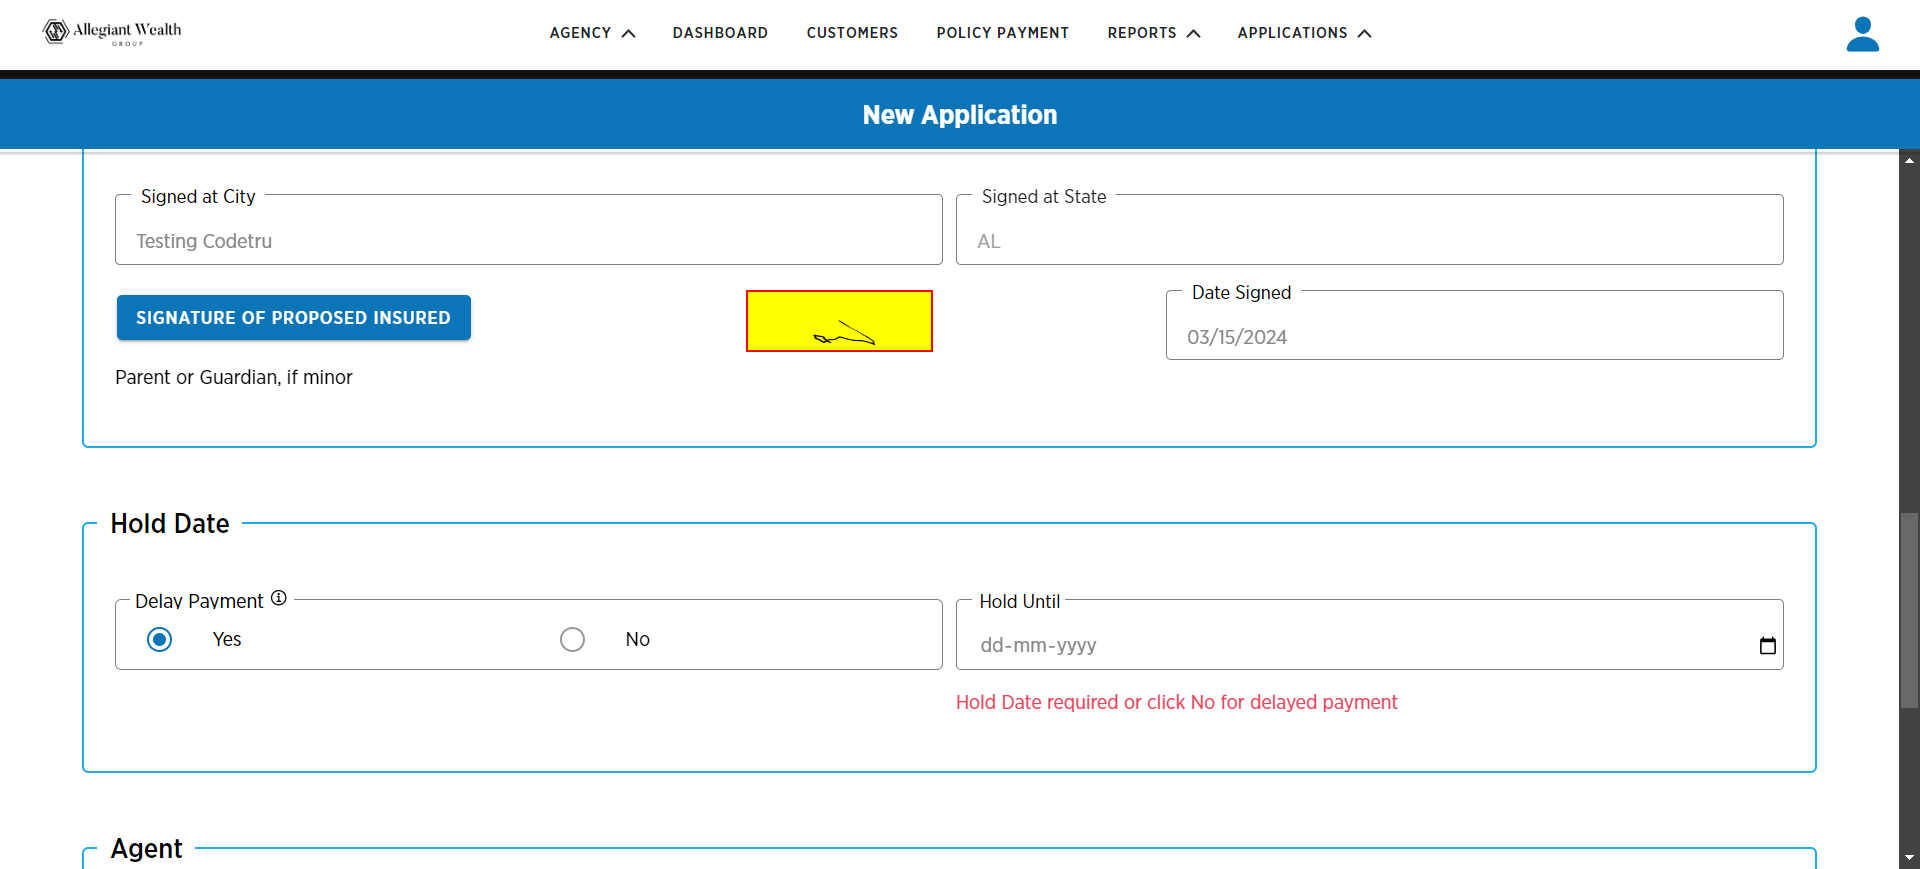 Allegiant Wealth
GROUP
AGENCY DASHBOARD CUSTOMERS POLICY PAYMENT REPORTS APPLICATIONS
New Application
Signed at City Signed at State
Testing Codetru AL
SIGNATURE OF PROPOSED INSURED Date Signed
03/15/2024
Parent or Guardian, if minor
Hold Date
Delay Payment Hold Until
Yes No dd-mm-yyyy
Hold Date required or click No for delayed payment
Agent